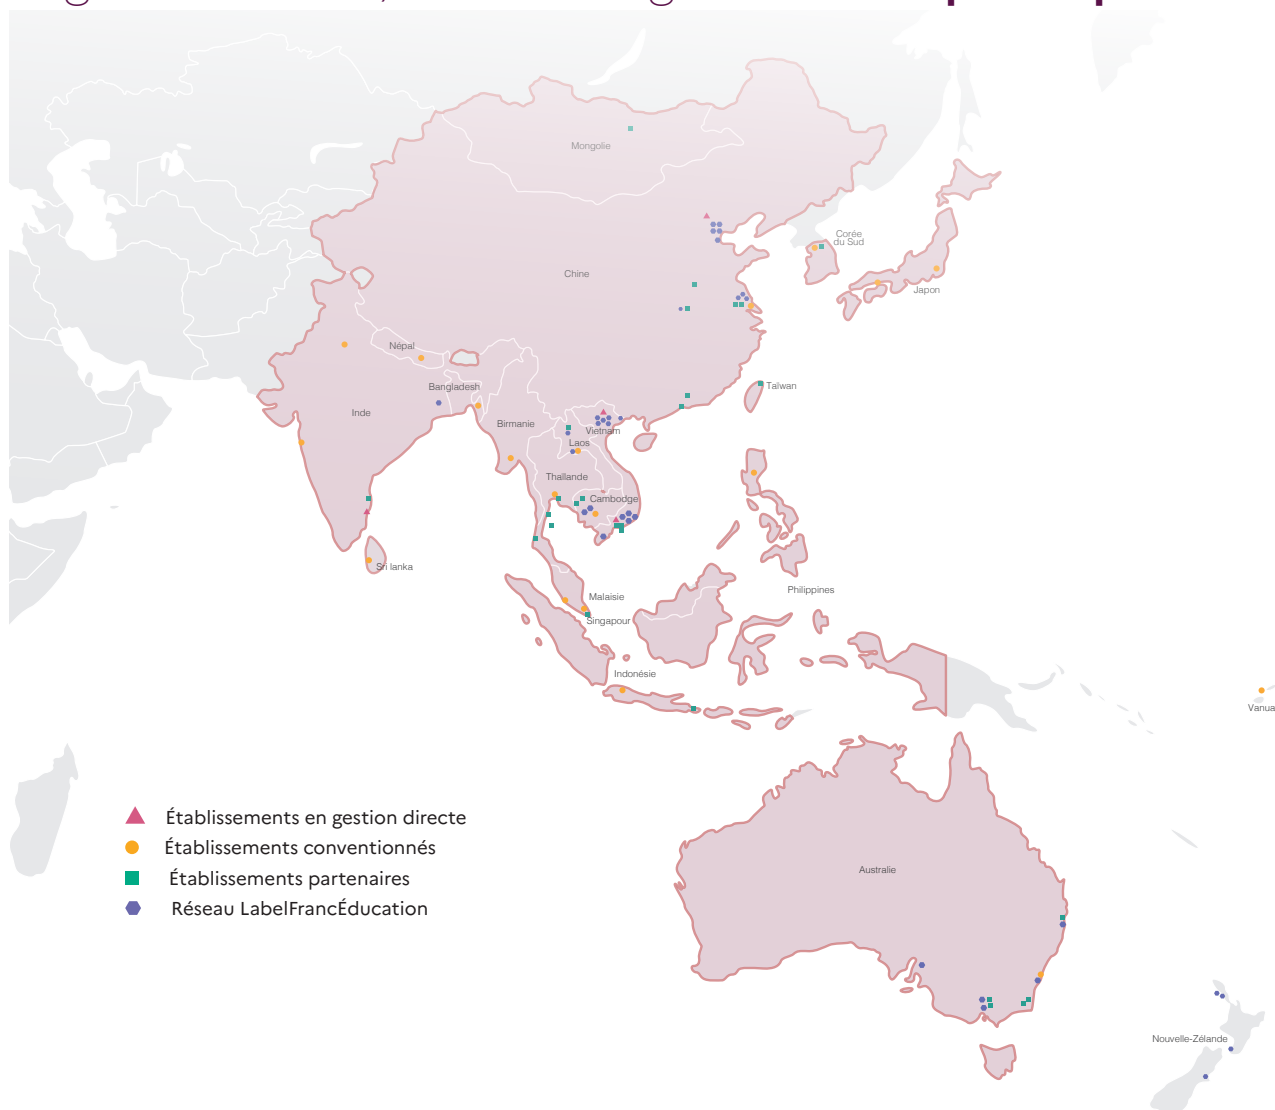 Mongolie
Corée
du Sud
Chine
Japon
Népal
Bangladesh
Taïwan
Inde
Birmanie
Vietnam
Laos
Thaïlande
Cambodge
Sri lanka
Philippines
Malaisie
Singapour
Indonésie
Vanua
Établissements en gestion directe
Établissements conventionnés
Établissements partenaires
Réseau LabelFrancÉducation
Australie
Nouvelle-Zélande